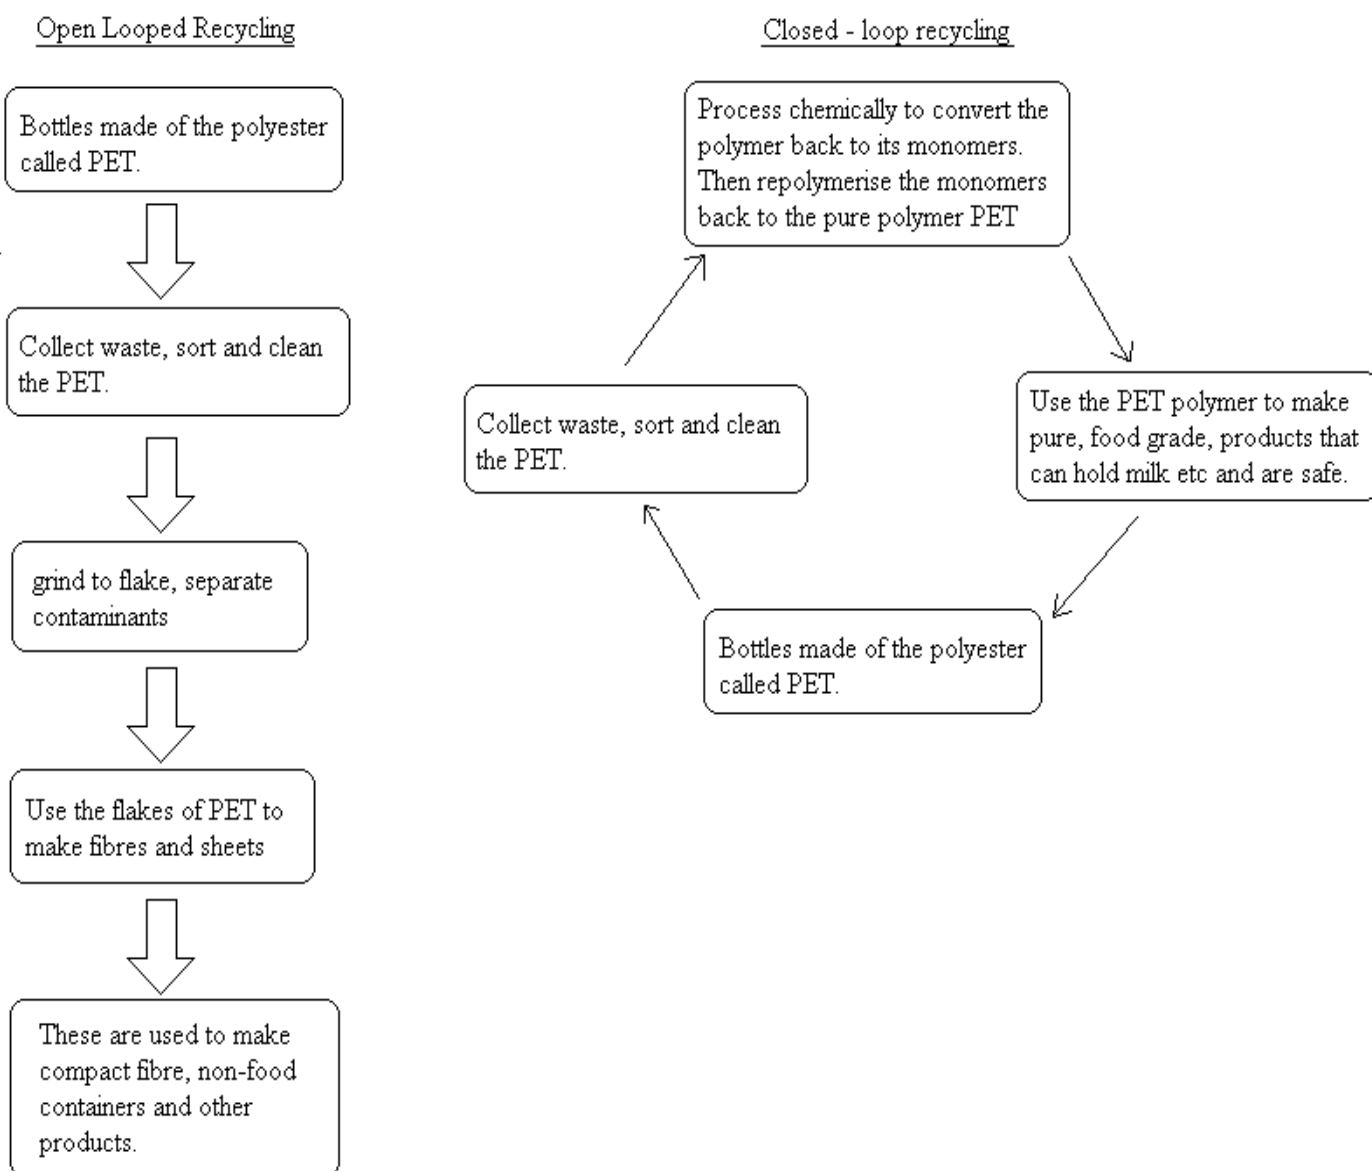 Open Looped Recycling
Bottles made of the polyester
called PET.
Collect waste, sort and clean
the PET.
grind to flake, separate
contaminants
Use the flakes of PET to
make fibres and sheets
These are used to make
compact fibre, non-food
containers and other
products.
Closed - loop recycling
Process chemically to convert the
polymer back to its monomers.
Then repolymerise the monomers
back to the pure polymer PET
Use the PET polymer to make
pure, food grade, products that
can hold milk etc and are safe.
Bottles made of the polyester
called PET.
Collect waste, sort and clean
the PET.